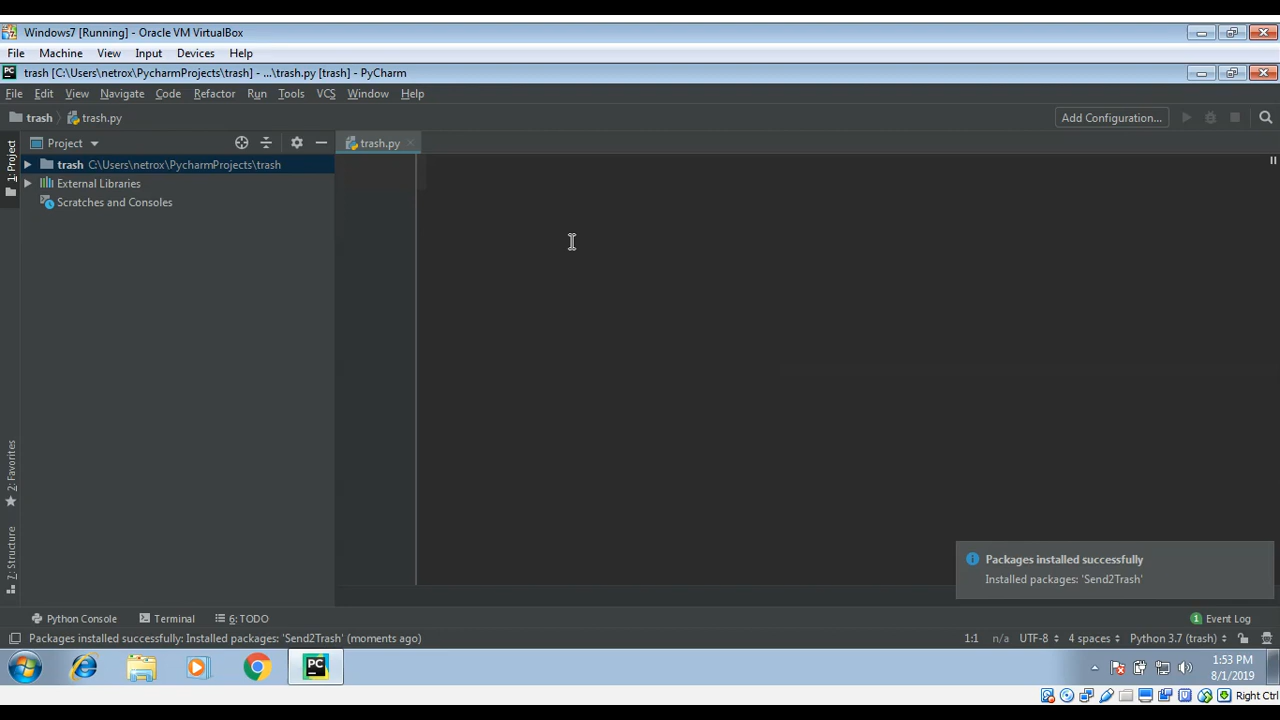 Windows7 [Running] - Oracle VM VirtualBox
File Machine View Input Devices Help
PC trash [C:\Users\netrox\PycharmProjects\trash] - ...\trash.py [trash] - PyCharm
File Edit View Navigate Code Refactor Run Tools VCS Window Help
trash trash.py Add Configuration...
1: Project
Project trash.py
trash C:\Users\netrox\PycharmProjects\trash
External Libraries
Scratches and Consoles
2: Favorites
7: Structure
Packages installed successfully
Installed packages: 'Send2Trash'
Python Console Terminal 6: TODO 1 Event Log
Packages installed successfully: Installed packages: 'Send2Trash' (moments ago) 1:1 n/a UTF-8 4 spaces Python 3.7 (trash)
PC 1:53 PM
8/1/2019
Right Ctrl